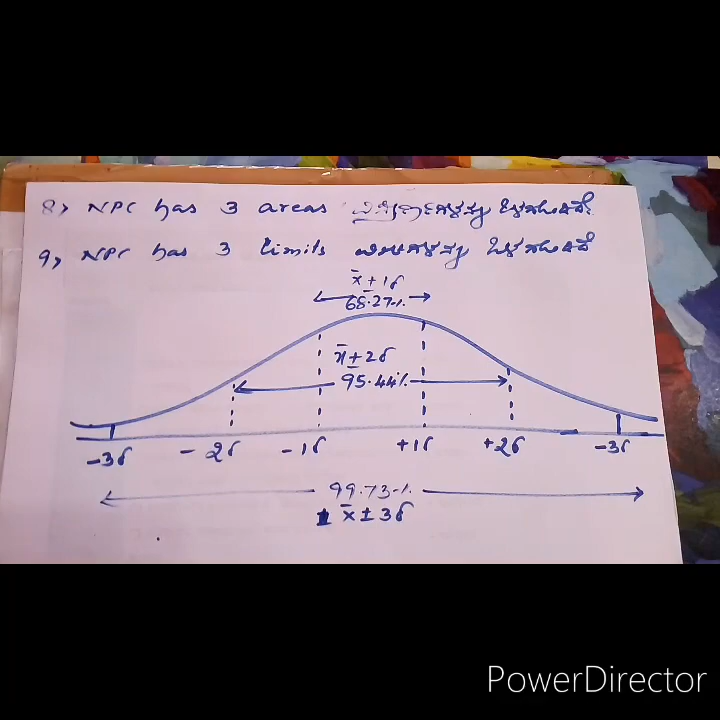 8, NPC has 3 areas
9, NPC has 3 limits
x̄ ± 1σ
68.27%
x̄ ± 2σ
95.44%
-3σ -2σ -1σ +1σ +2σ -3σ
99.73%
x̄ ± 3σ
PowerDirector